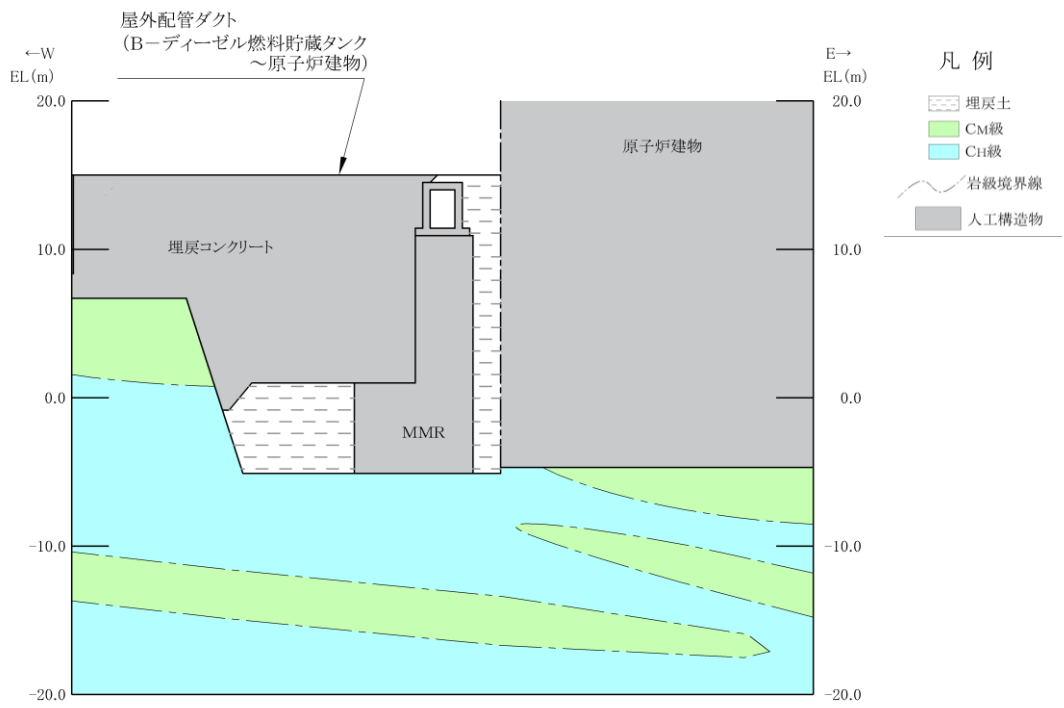 屋外配管ダクト
(B－ディーゼル燃料貯蔵タンク
～原子炉建物)
←W
EL(m)
E→
EL(m)
凡 例
20.0
20.0
埋戻土
CM級
CH級
岩級境界線
人工構造物
原子炉建物
10.0
埋戻コンクリート
10.0
0.0
0.0
MMR
-10.0
-10.0
-20.0
-20.0